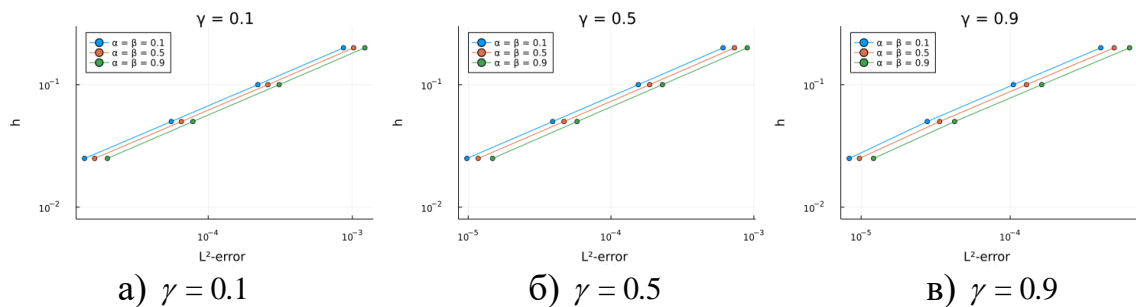 γ = 0.1
α = β = 0.1
α = β = 0.5
α = β = 0.9
h
10⁻¹
10⁻²
10⁻⁴
10⁻³
L²-error
а) γ = 0.1
γ = 0.5
α = β = 0.1
α = β = 0.5
α = β = 0.9
h
10⁻¹
10⁻²
10⁻⁵
10⁻⁴
10⁻³
L²-error
б) γ = 0.5
γ = 0.9
α = β = 0.1
α = β = 0.5
α = β = 0.9
h
10⁻¹
10⁻²
10⁻⁵
10⁻⁴
L²-error
в) γ = 0.9